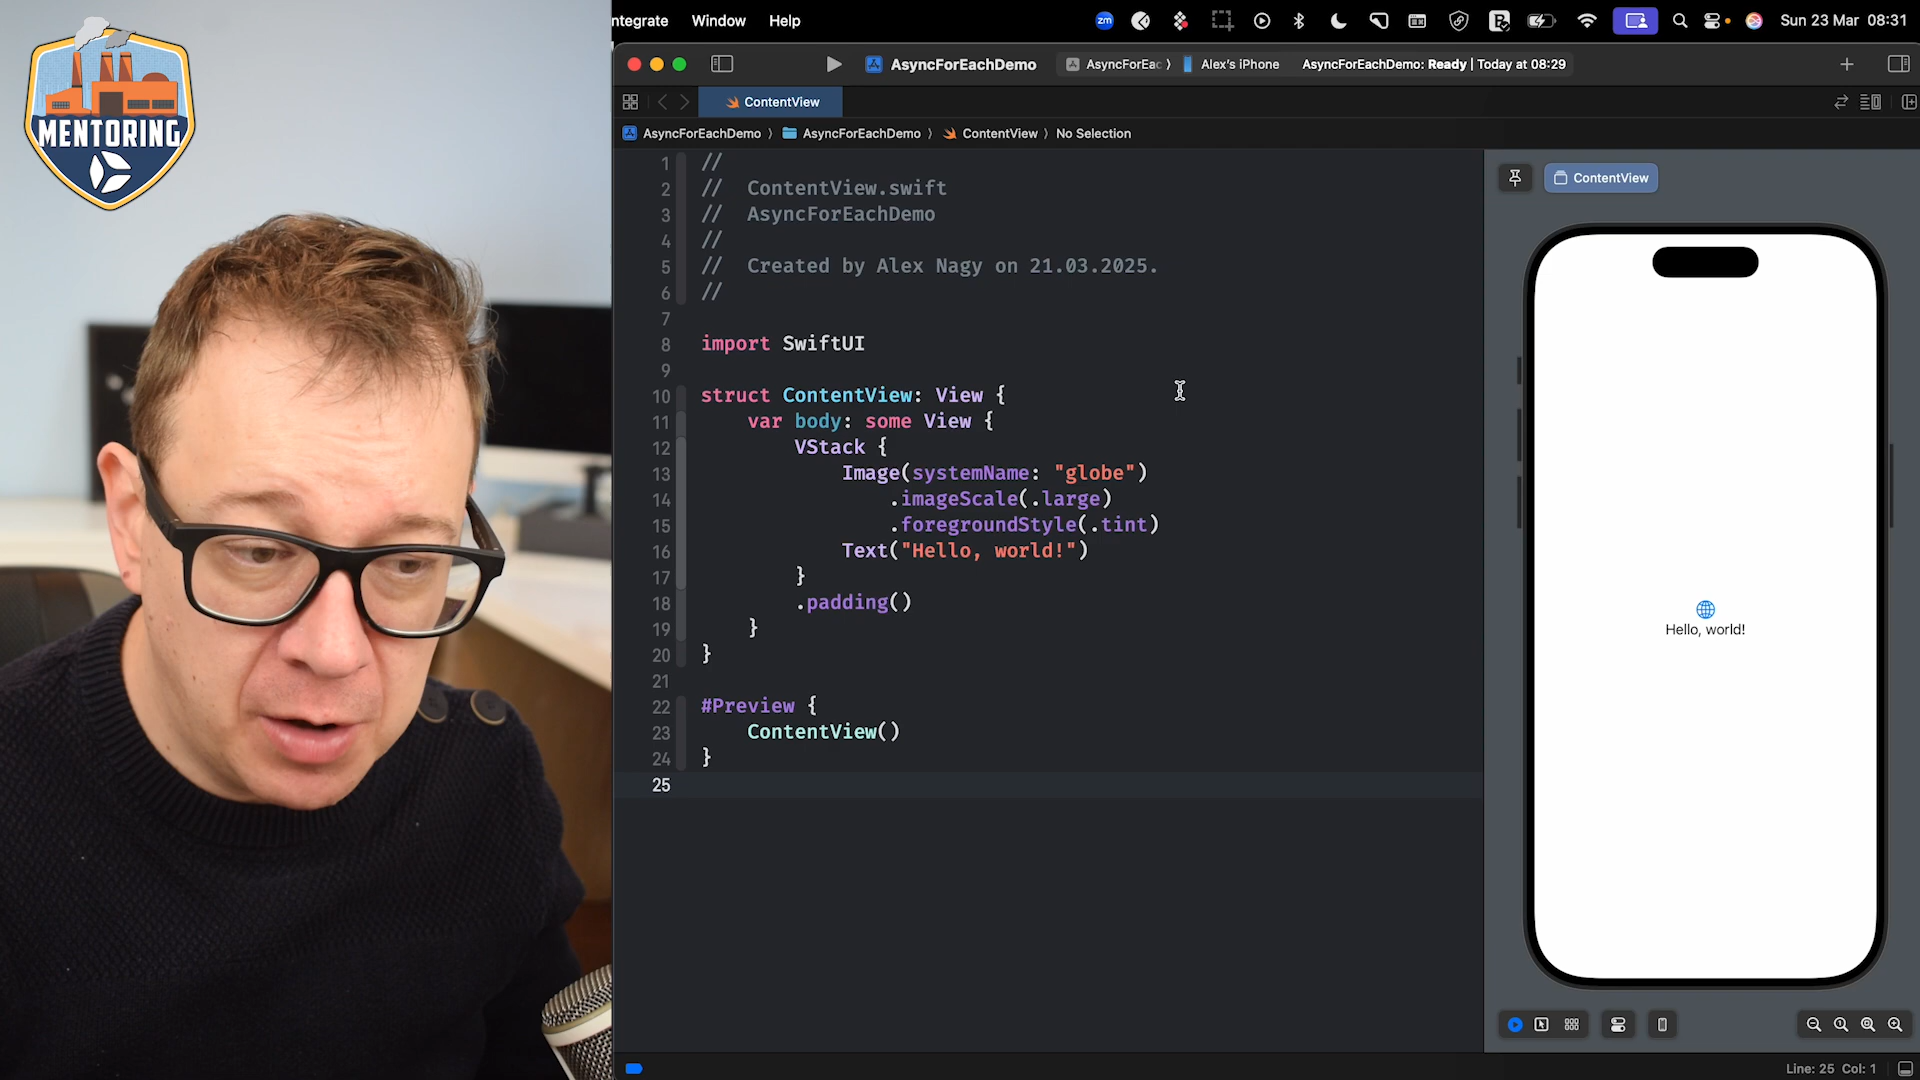 MENTORING
ntegrate Window Help
zm
Sun 23 Mar 08:31
AsyncForEachDemo
AsyncForEac ⟩ Alex's iPhone
AsyncForEachDemo: Ready | Today at 08:29
ContentView
AsyncForEachDemo ⟩ AsyncForEachDemo ⟩ ContentView ⟩ No Selection
1 //
2 // ContentView.swift
3 // AsyncForEachDemo
4 //
5 // Created by Alex Nagy on 21.03.2025.
6 //
7
8 import SwiftUI
9
10 struct ContentView: View {
11 var body: some View {
12 VStack {
13 Image(systemName: "globe")
14 .imageScale(.large)
15 .foregroundStyle(.tint)
16 Text("Hello, world!")
17 }
18 .padding()
19 }
20 }
21
22 #Preview {
23 ContentView()
24 }
25
ContentView
Hello, world!
Line: 25 Col: 1